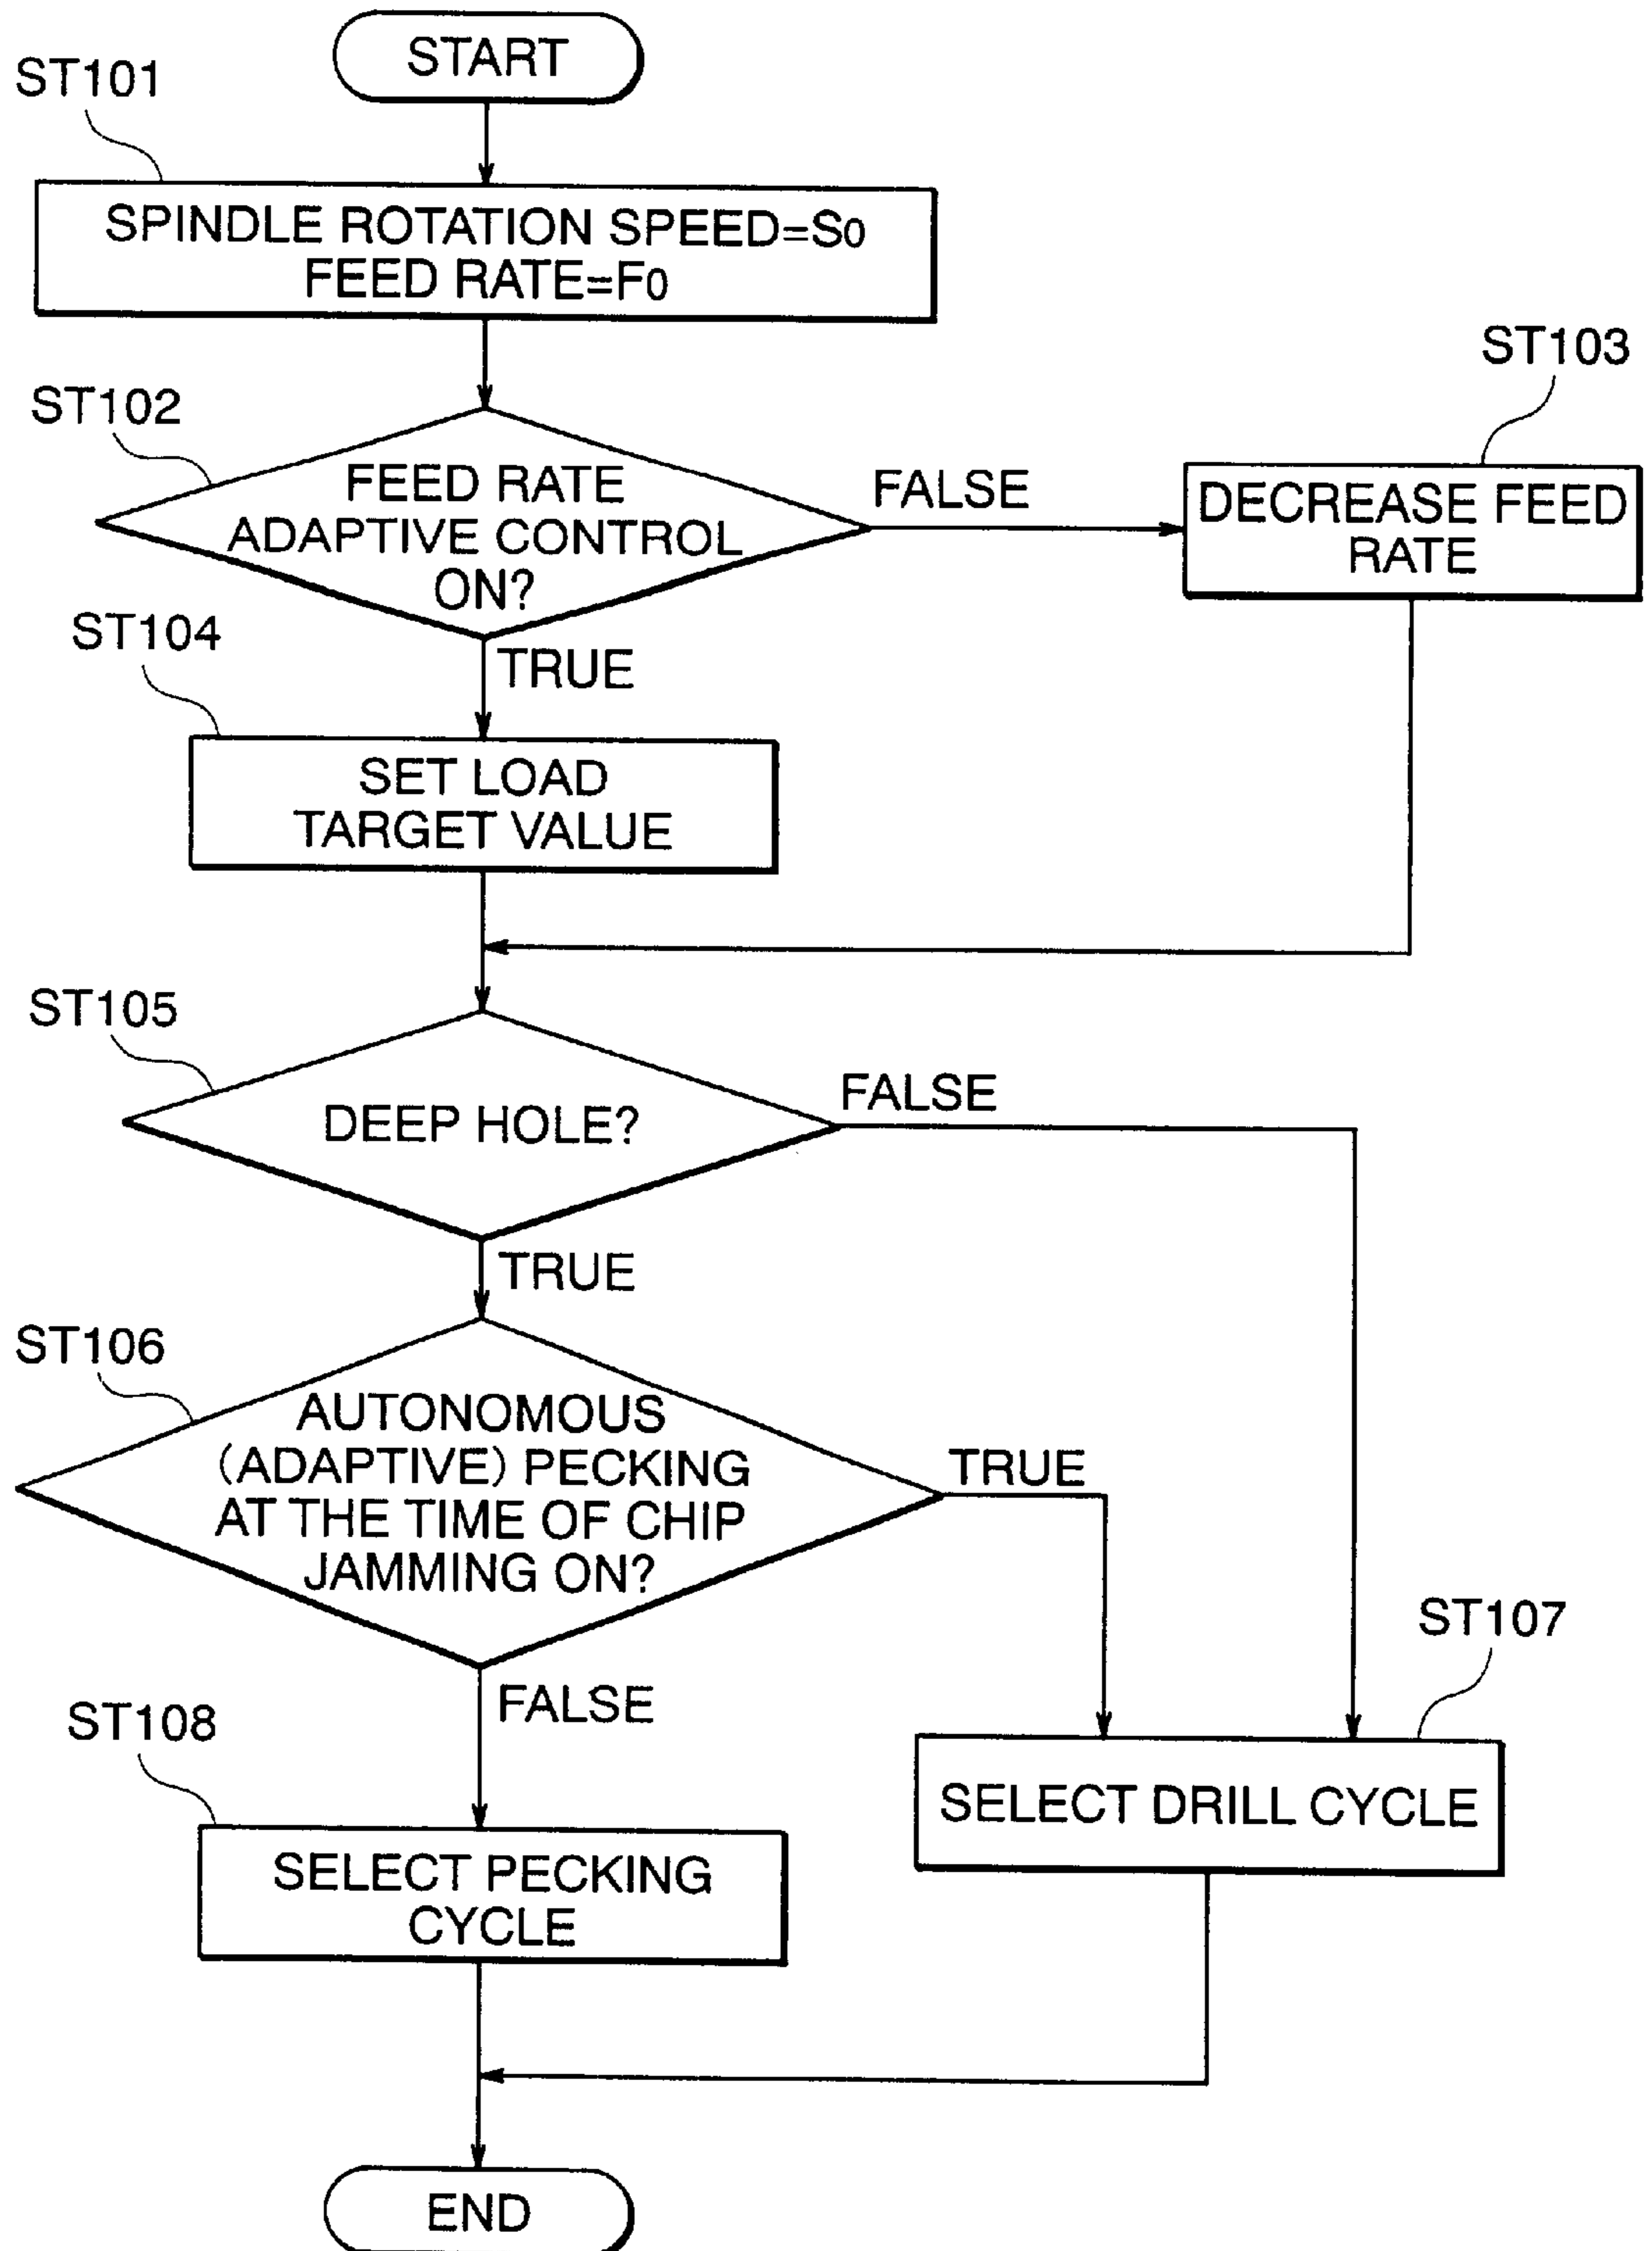 START
ST101
SPINDLE ROTATION SPEED=S0
FEED RATE=F0
ST102
FEED RATE
ADAPTIVE CONTROL
ON?
FALSE
ST103
DECREASE FEED
RATE
TRUE
ST104
SET LOAD
TARGET VALUE
ST105
DEEP HOLE?
FALSE
TRUE
ST106
AUTONOMOUS
(ADAPTIVE) PECKING
AT THE TIME OF CHIP
JAMMING ON?
TRUE
FALSE
ST107
SELECT DRILL CYCLE
ST108
SELECT PECKING
CYCLE
END